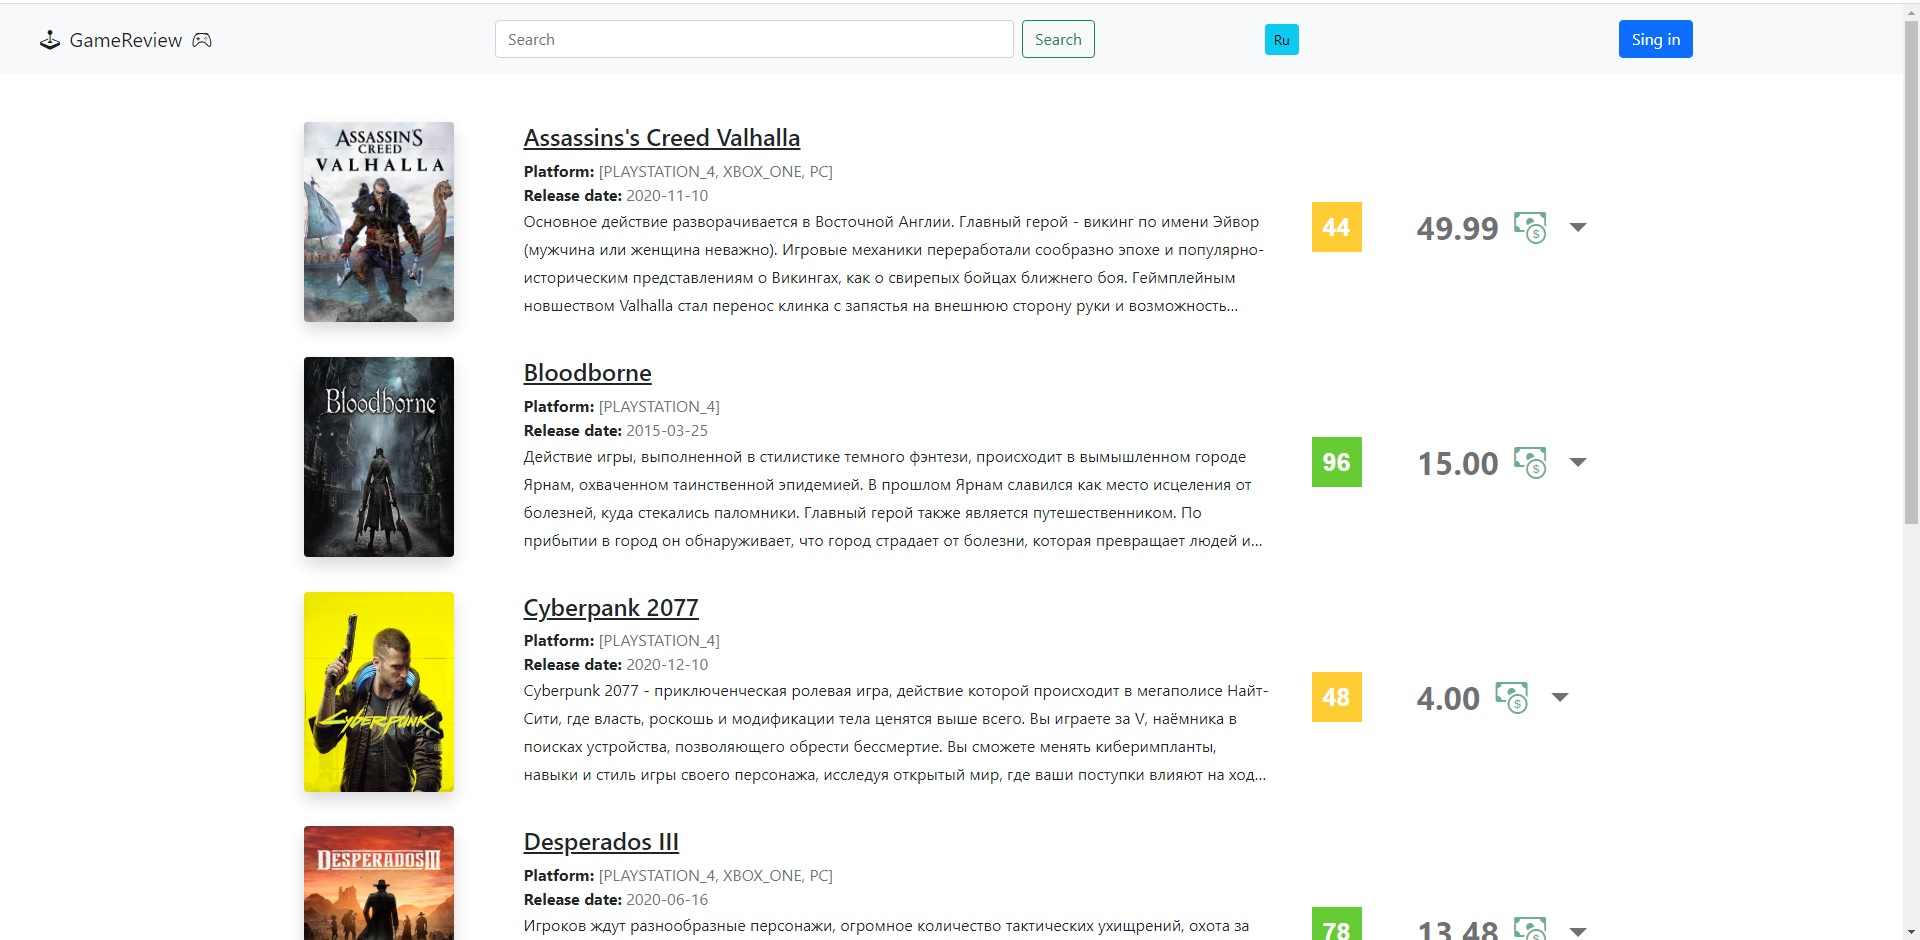 GameReview
Search
Search
Ru
Sing in
ASSASSIN'S
CREED
VALHALLA
Assassins's Creed Valhalla
Platform: [PLAYSTATION_4, XBOX_ONE, PC]
Release date: 2020-11-10
Основное действие разворачивается в Восточной Англии. Главный герой - викинг по имени Эйвор
(мужчина или женщина неважно). Игровые механики переработали сообразно эпохе и популярно-
историческим представлениям о Викингах, как о свирепых бойцах ближнего боя. Геймплейным
новшеством Valhalla стал перенос клинка с запястья на внешнюю сторону руки и возможность...
44
49.99
Bloodborne
Bloodborne
Platform: [PLAYSTATION_4]
Release date: 2015-03-25
Действие игры, выполненной в стилистике темного фэнтези, происходит в вымышленном городе
Ярнам, охваченном таинственной эпидемией. В прошлом Ярнам славился как место исцеления от
болезней, куда стекались паломники. Главный герой также является путешественником. По
прибытии в город он обнаруживает, что город страдает от болезни, которая превращает людей и...
96
15.00
Cyberpunk
Cyberpank 2077
Platform: [PLAYSTATION_4]
Release date: 2020-12-10
Cyberpunk 2077 - приключенческая ролевая игра, действие которой происходит в мегаполисе Найт-
Сити, где власть, роскошь и модификации тела ценятся выше всего. Вы играете за V, наёмника в
поисках устройства, позволяющего обрести бессмертие. Вы сможете менять киберимпланты,
навыки и стиль игры своего персонажа, исследуя открытый мир, где ваши поступки влияют на ход...
48
4.00
DESPERADOS III
Desperados III
Platform: [PLAYSTATION_4, XBOX_ONE, PC]
Release date: 2020-06-16
Игроков ждут разнообразные персонажи, огромное количество тактических ухищрений, охота за
78
13.48